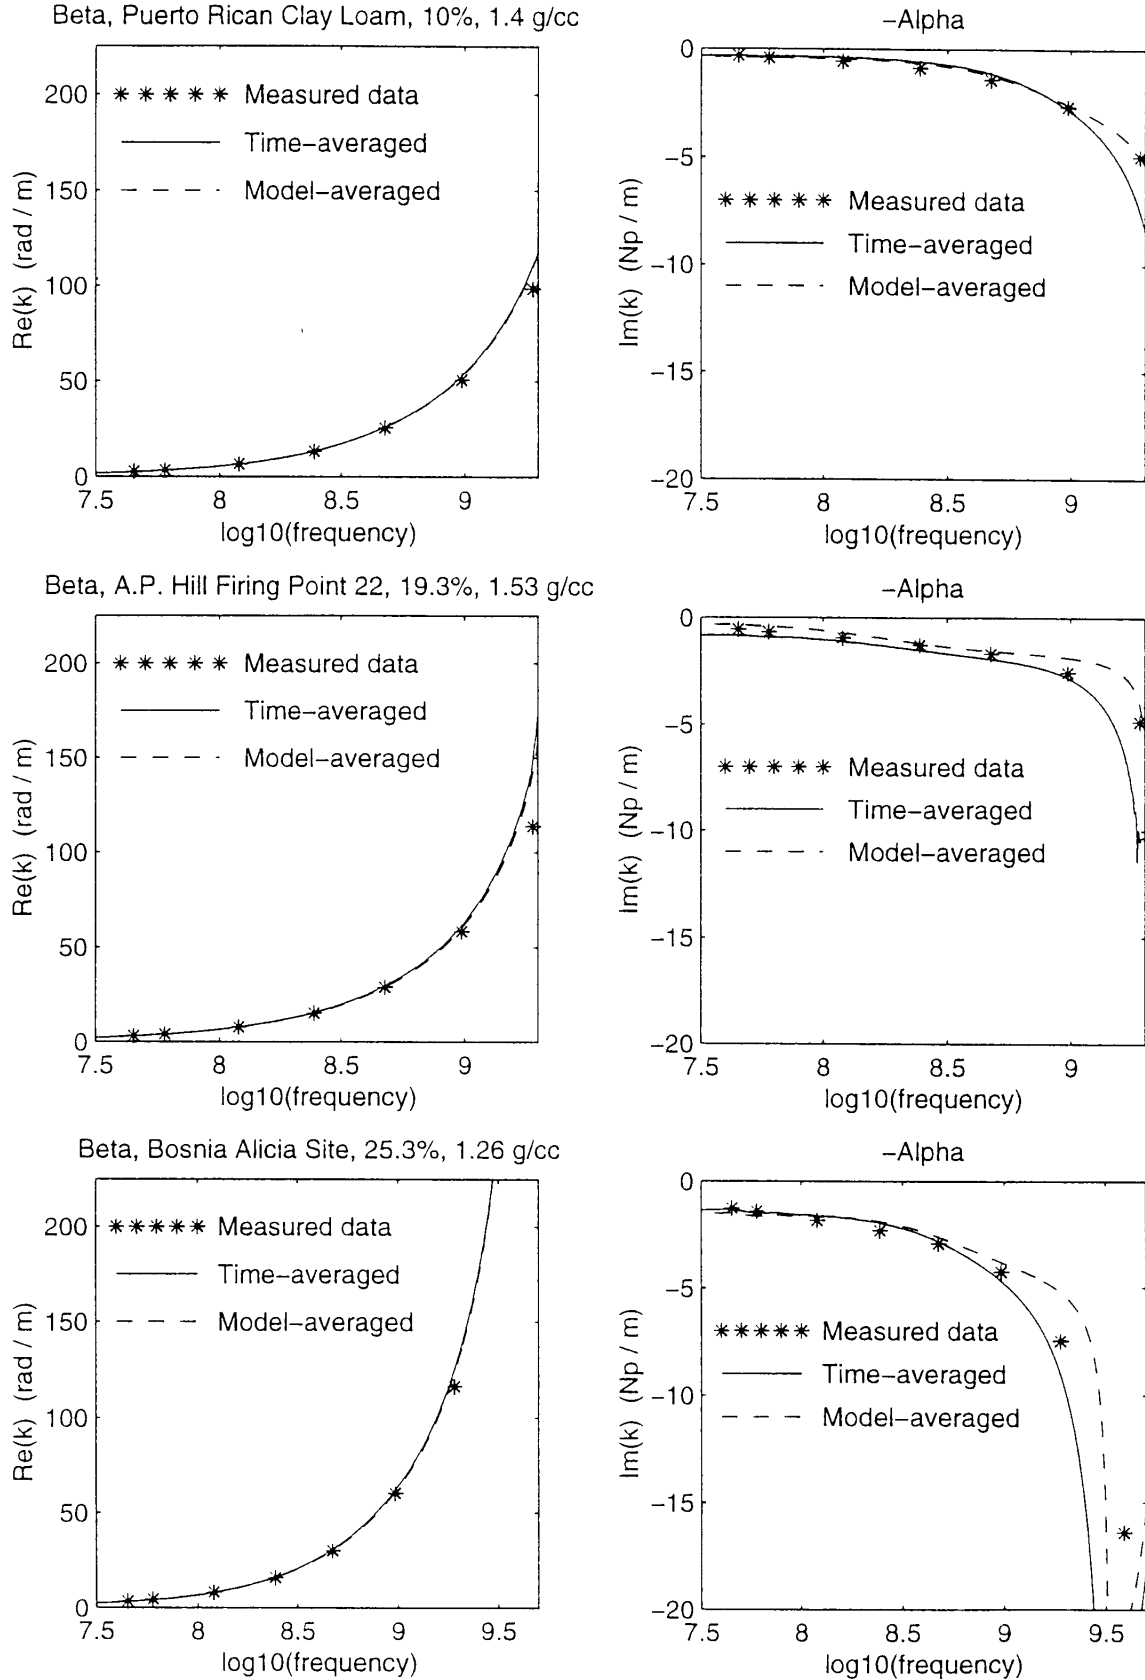 Beta, Puerto Rican Clay Loam, 10%, 1.4 g/cc
200
150
100
50
0
Re(k) (rad / m)
Measured data
Time-averaged
Model-averaged
7.5 8 8.5 9
log10(frequency)
-Alpha
0
-5
-10
-15
-20
Im(k) (Np / m)
Measured data
Time-averaged
Model-averaged
7.5 8 8.5 9
log10(frequency)
Beta, A.P. Hill Firing Point 22, 19.3%, 1.53 g/cc
200
150
100
50
0
Re(k) (rad / m)
Measured data
Time-averaged
Model-averaged
7.5 8 8.5 9
log10(frequency)
-Alpha
0
-5
-10
-15
-20
Im(k) (Np / m)
Measured data
Time-averaged
Model-averaged
7.5 8 8.5 9
log10(frequency)
Beta, Bosnia Alicia Site, 25.3%, 1.26 g/cc
200
150
100
50
0
Re(k) (rad / m)
Measured data
Time-averaged
Model-averaged
7.5 8 8.5 9 9.5
log10(frequency)
-Alpha
0
-5
-10
-15
-20
Im(k) (Np / m)
Measured data
Time-averaged
Model-averaged
7.5 8 8.5 9 9.5
log10(frequency)